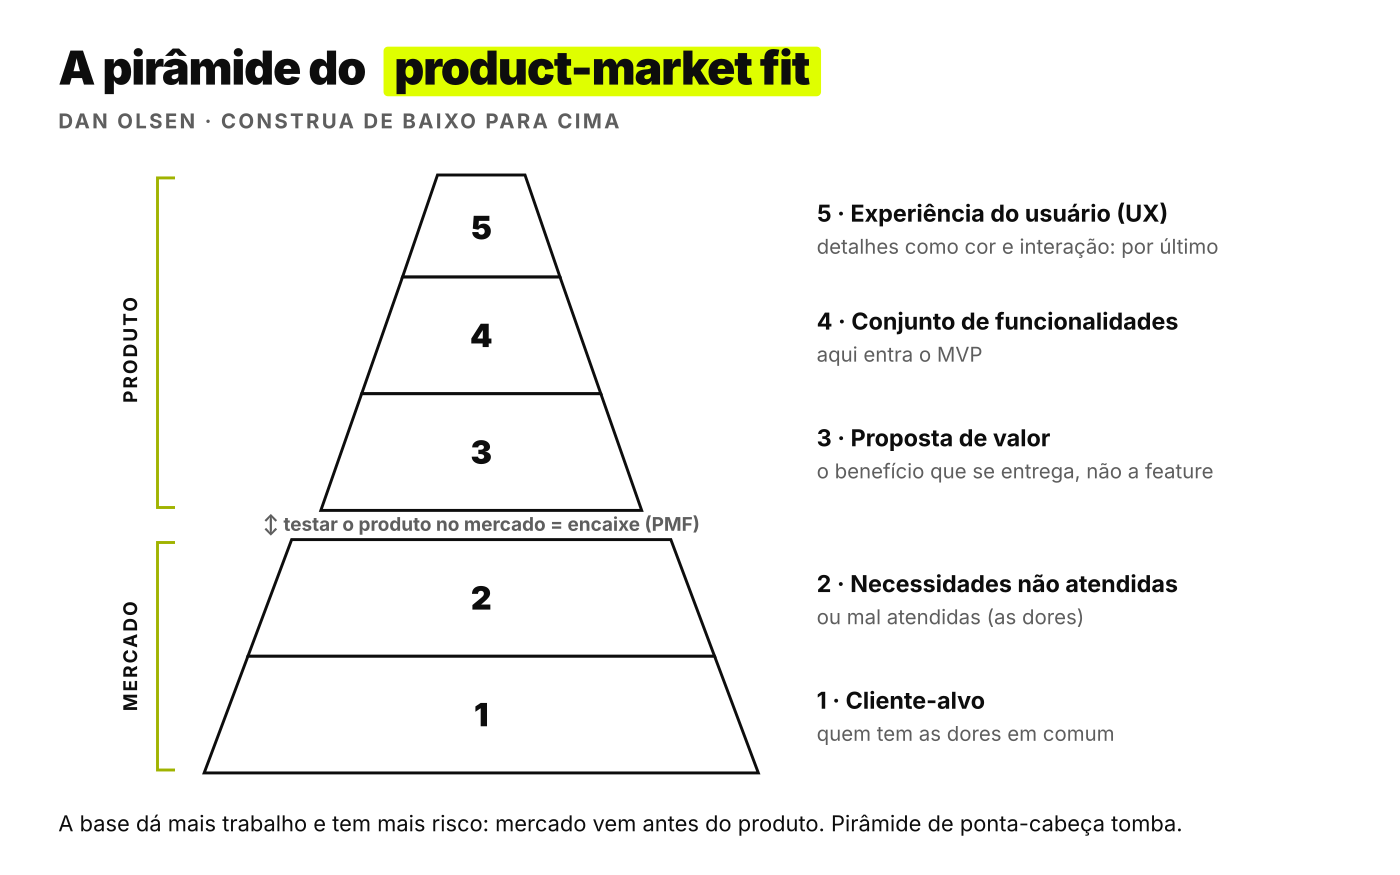 A pirâmide do product-market fit
DAN OLSEN · CONSTRUA DE BAIXO PARA CIMA
PRODUTO
5
5 · Experiência do usuário (UX)
detalhes como cor e interação: por último
4
4 · Conjunto de funcionalidades
aqui entra o MVP
3
3 · Proposta de valor
o benefício que se entrega, não a feature
↕ testar o produto no mercado = encaixe (PMF)
MERCADO
2
2 · Necessidades não atendidas
ou mal atendidas (as dores)
1
1 · Cliente-alvo
quem tem as dores em comum
A base dá mais trabalho e tem mais risco: mercado vem antes do produto. Pirâmide de ponta-cabeça tomba.